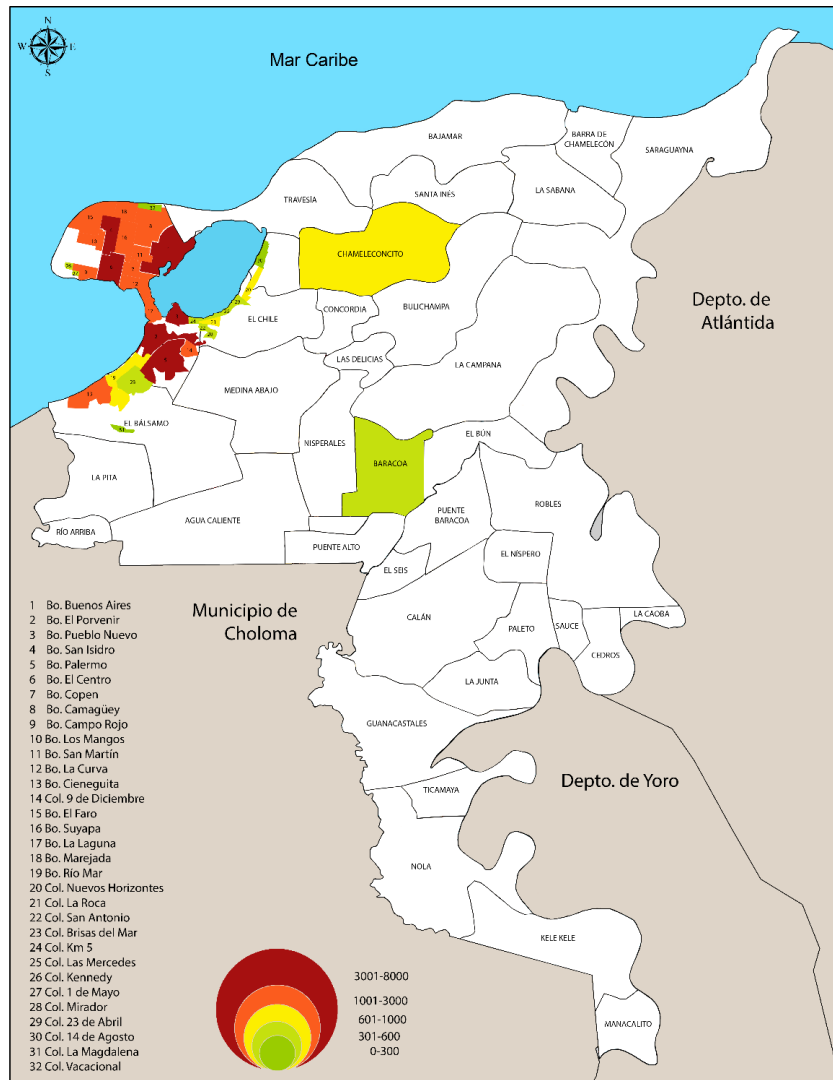 N
W E
S
Mar Caribe
BAJAMAR
BARRA DE
CHAMELECÓN
SARAGUAYNA
TRAVESÍA
SANTA INÉS
LA SABANA
CHAMELECONCITO
EL CHILE
CONCORDIA
BULICHAMPA
Depto. de
Atlántida
LAS DELICIAS
LA CAMPANA
MEDINA ABAJO
EL BÁLSAMO
NISPERALES
EL BÚN
BARACOA
LA PITA
ROBLES
PUENTE
BARACOA
AGUA CALIENTE
RÍO ARRIBA
PUENTE ALTO
EL NÍSPERO
EL SEIS
Municipio de
Choloma
CALÁN
PALETO
SAUCE
LA CAOBA
CEDROS
LA JUNTA
GUANACASTALES
Depto. de Yoro
TICAMAYA
NOLA
KELE KELE
MANACALITO
1 Bo. Buenos Aires
2 Bo. El Porvenir
3 Bo. Pueblo Nuevo
4 Bo. San Isidro
5 Bo. Palermo
6 Bo. El Centro
7 Bo. Copen
8 Bo. Camagüey
9 Bo. Campo Rojo
10 Bo. Los Mangos
11 Bo. San Martín
12 Bo. La Curva
13 Bo. Cieneguita
14 Col. 9 de Diciembre
15 Bo. El Faro
16 Bo. Suyapa
17 Bo. La Laguna
18 Bo. Marejada
19 Bo. Río Mar
20 Col. Nuevos Horizontes
21 Col. La Roca
22 Col. San Antonio
23 Col. Brisas del Mar
24 Col. Km 5
25 Col. Las Mercedes
26 Col. Kennedy
27 Col. 1 de Mayo
28 Col. Mirador
29 Col. 23 de Abril
30 Col. 14 de Agosto
31 Col. La Magdalena
32 Col. Vacacional
3001-8000
1001-3000
601-1000
301-600
0-300